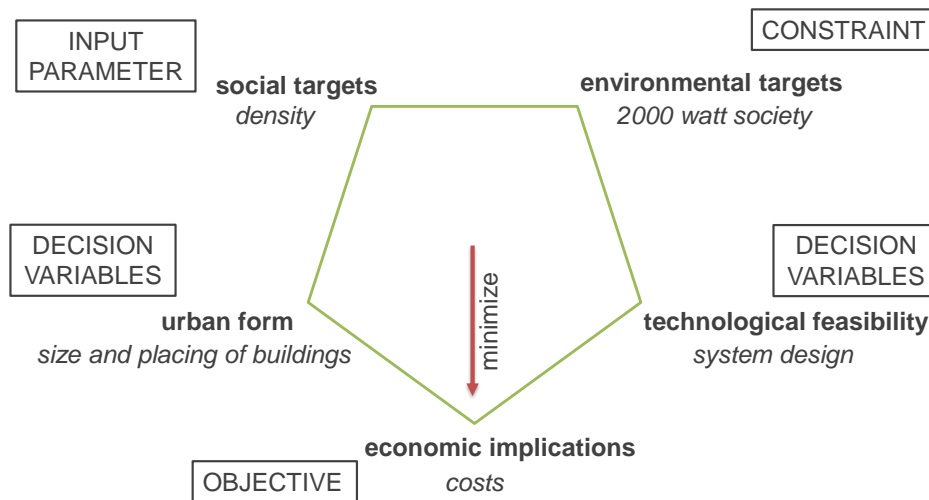 INPUT
PARAMETER
CONSTRAINT
social targets
density
environmental targets
2000 watt society
DECISION
VARIABLES
DECISION
VARIABLES
minimize
urban form
size and placing of buildings
technological feasibility
system design
economic implications
costs
OBJECTIVE